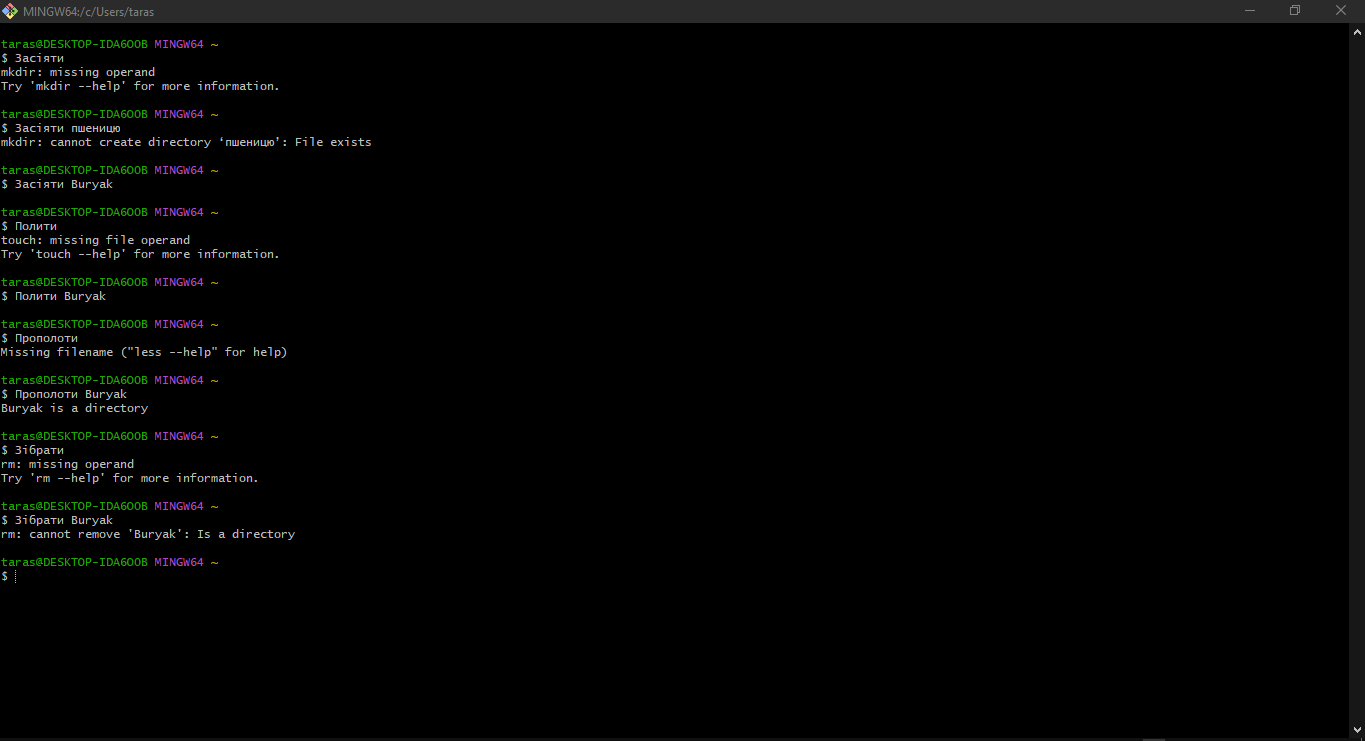 MINGW64:/c/Users/taras
taras@DESKTOP-IDA6OOB MINGW64 ~
$ Засіяти
mkdir: missing operand
Try 'mkdir --help' for more information.
taras@DESKTOP-IDA6OOB MINGW64 ~
$ Засіяти пшеницю
mkdir: cannot create directory ‘пшеницю’: File exists
taras@DESKTOP-IDA6OOB MINGW64 ~
$ Засіяти Buryak
taras@DESKTOP-IDA6OOB MINGW64 ~
$ Полити
touch: missing file operand
Try 'touch --help' for more information.
taras@DESKTOP-IDA6OOB MINGW64 ~
$ Полити Buryak
taras@DESKTOP-IDA6OOB MINGW64 ~
$ Прополоти
Missing filename ("less --help" for help)
taras@DESKTOP-IDA6OOB MINGW64 ~
$ Прополоти Buryak
Buryak is a directory
taras@DESKTOP-IDA6OOB MINGW64 ~
$ Зібрати
rm: missing operand
Try 'rm --help' for more information.
taras@DESKTOP-IDA6OOB MINGW64 ~
$ Зібрати Buryak
rm: cannot remove 'Buryak': Is a directory
taras@DESKTOP-IDA6OOB MINGW64 ~
$